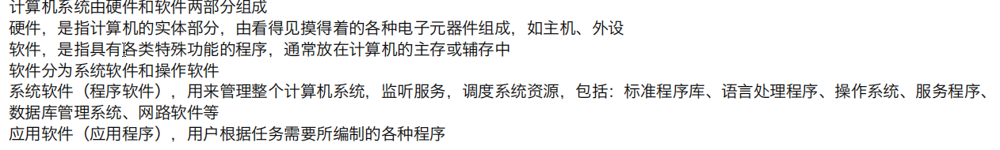 计算机系统由硬件和软件两部分组成
硬件，是指计算机的实体部分，由看得见摸得着的各种电子元器件组成，如主机、外设
软件，是指具有各类特殊功能的程序，通常放在计算机的主存或辅存中
软件分为系统软件和操作软件
系统软件（程序软件），用来管理整个计算机系统，监听服务，调度系统资源，包括：标准程序库、语言处理程序、操作系统、服务程序、
数据库管理系统、网路软件等
应用软件（应用程序），用户根据任务需要所编制的各种程序